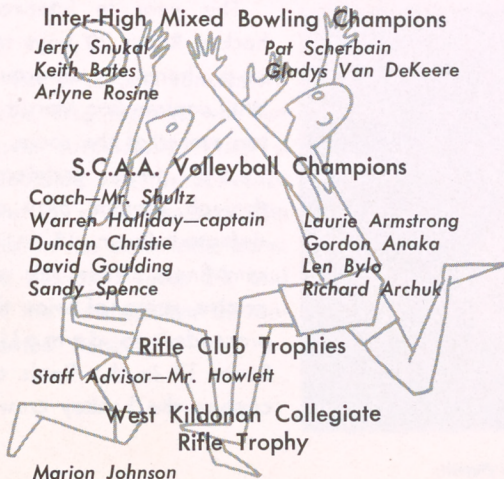 Inter-High Mixed Bowling Champions
Jerry Snukal Pat Scherbain
Keith Bates Gladys Van DeKeere
Arlyne Rosine
S.C.A.A. Volleyball Champions
Coach—Mr. Shultz
Warren Halliday—captain Laurie Armstrong
Duncan Christie Gordon Anaka
David Goulding Len Bylo
Sandy Spence Richard Archuk
Rifle Club Trophies
Staff Advisor—Mr. Howlett
West Kildonan Collegiate
Rifle Trophy
Marion Johnson